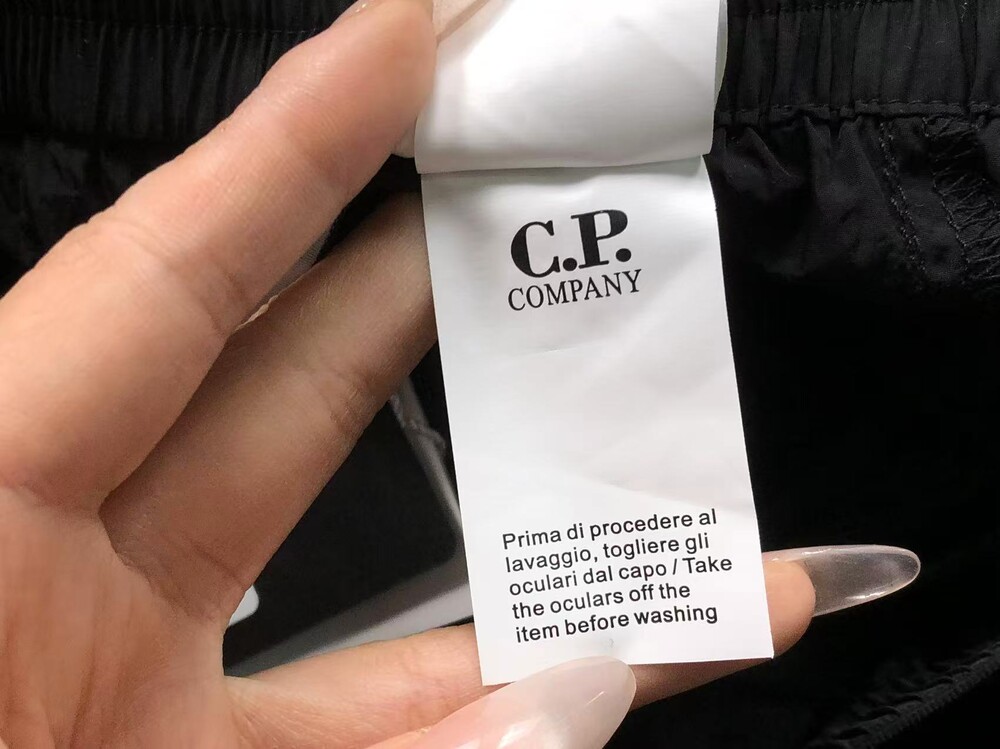 C.P.
COMPANY
Prima di procedere al
lavaggio, togliere gli
oculari dal capo / Take
the oculars off the
item before washing